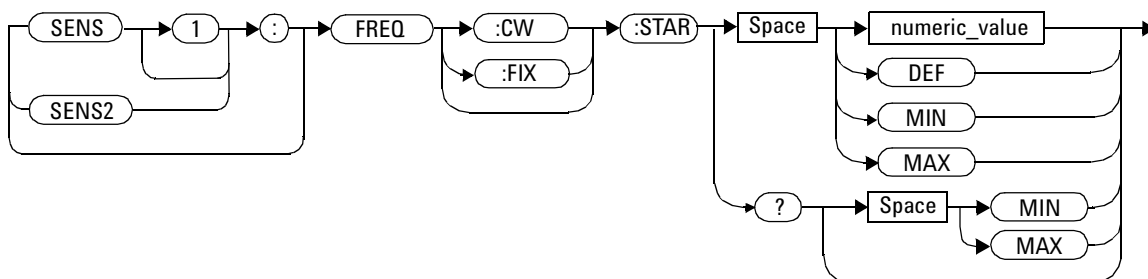 SENS 1 : FREQ :CW :STAR Space numeric_value
:FIX DEF
SENS2 MIN
MAX
? Space MIN
MAX